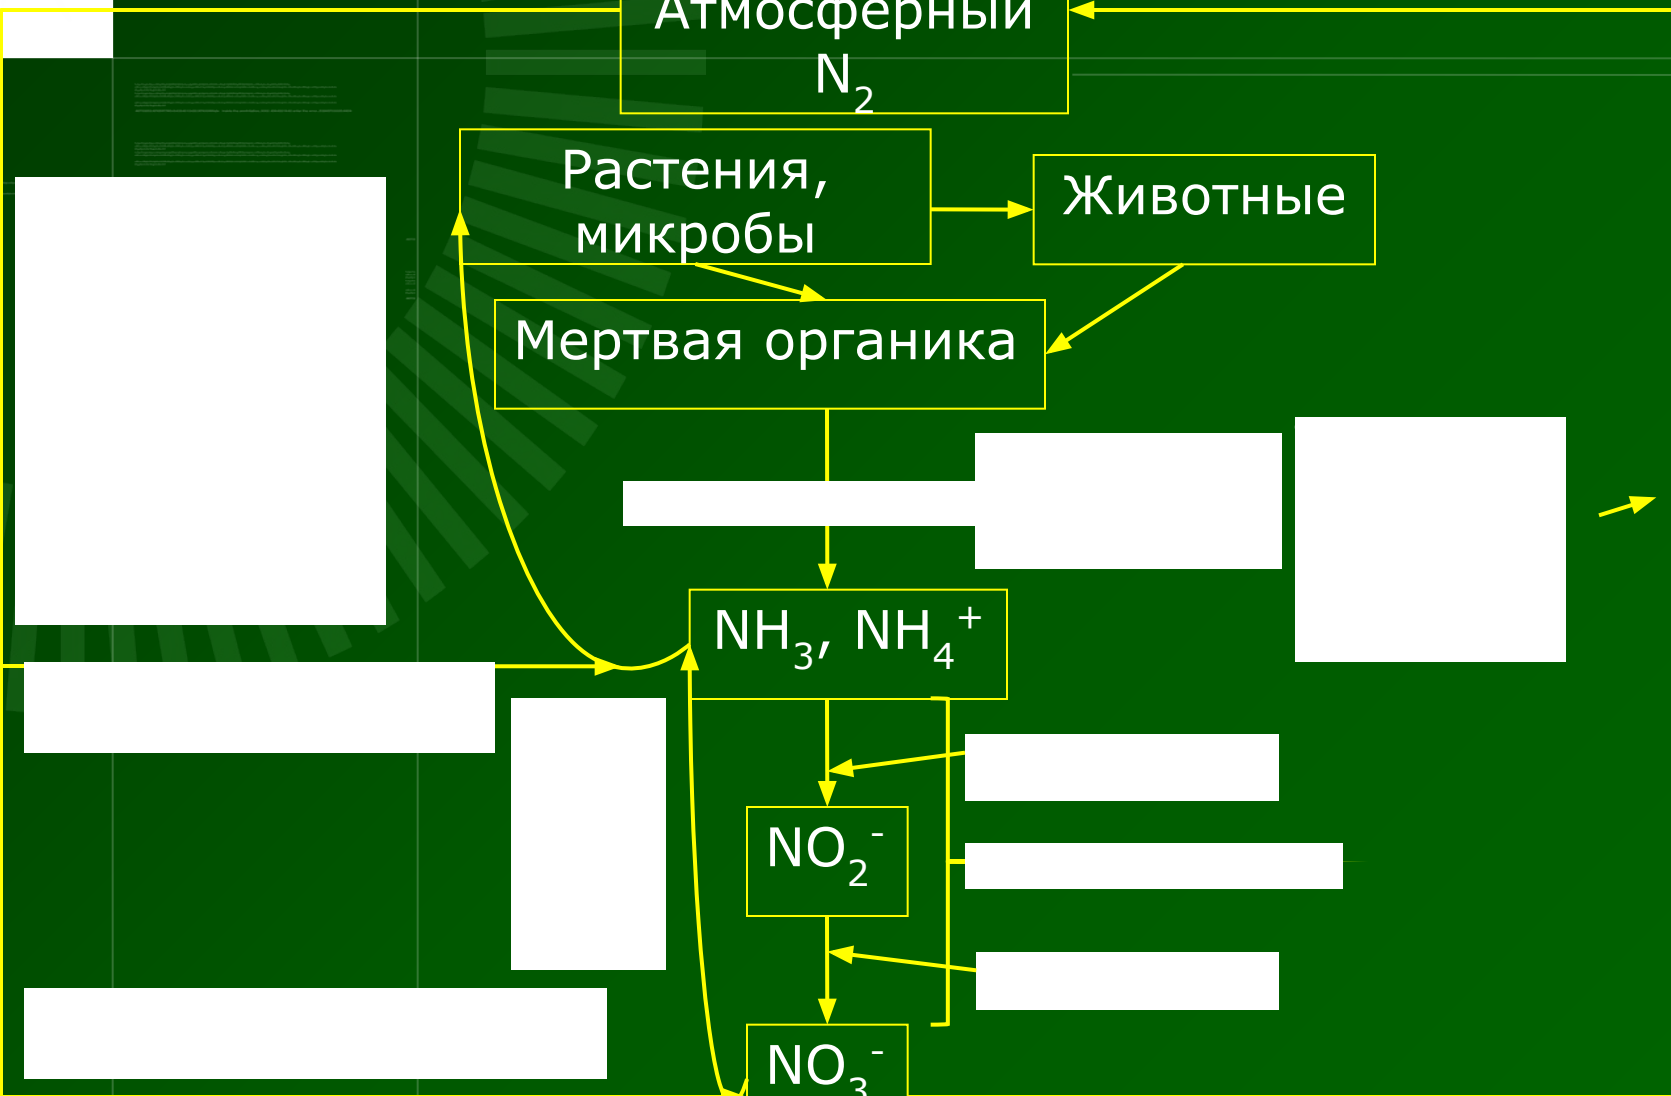 Атмосферный
N₂
Растения,
микробы
Животные
Мертвая органика
NH₃, NH₄⁺
NO₂⁻
NO₃⁻